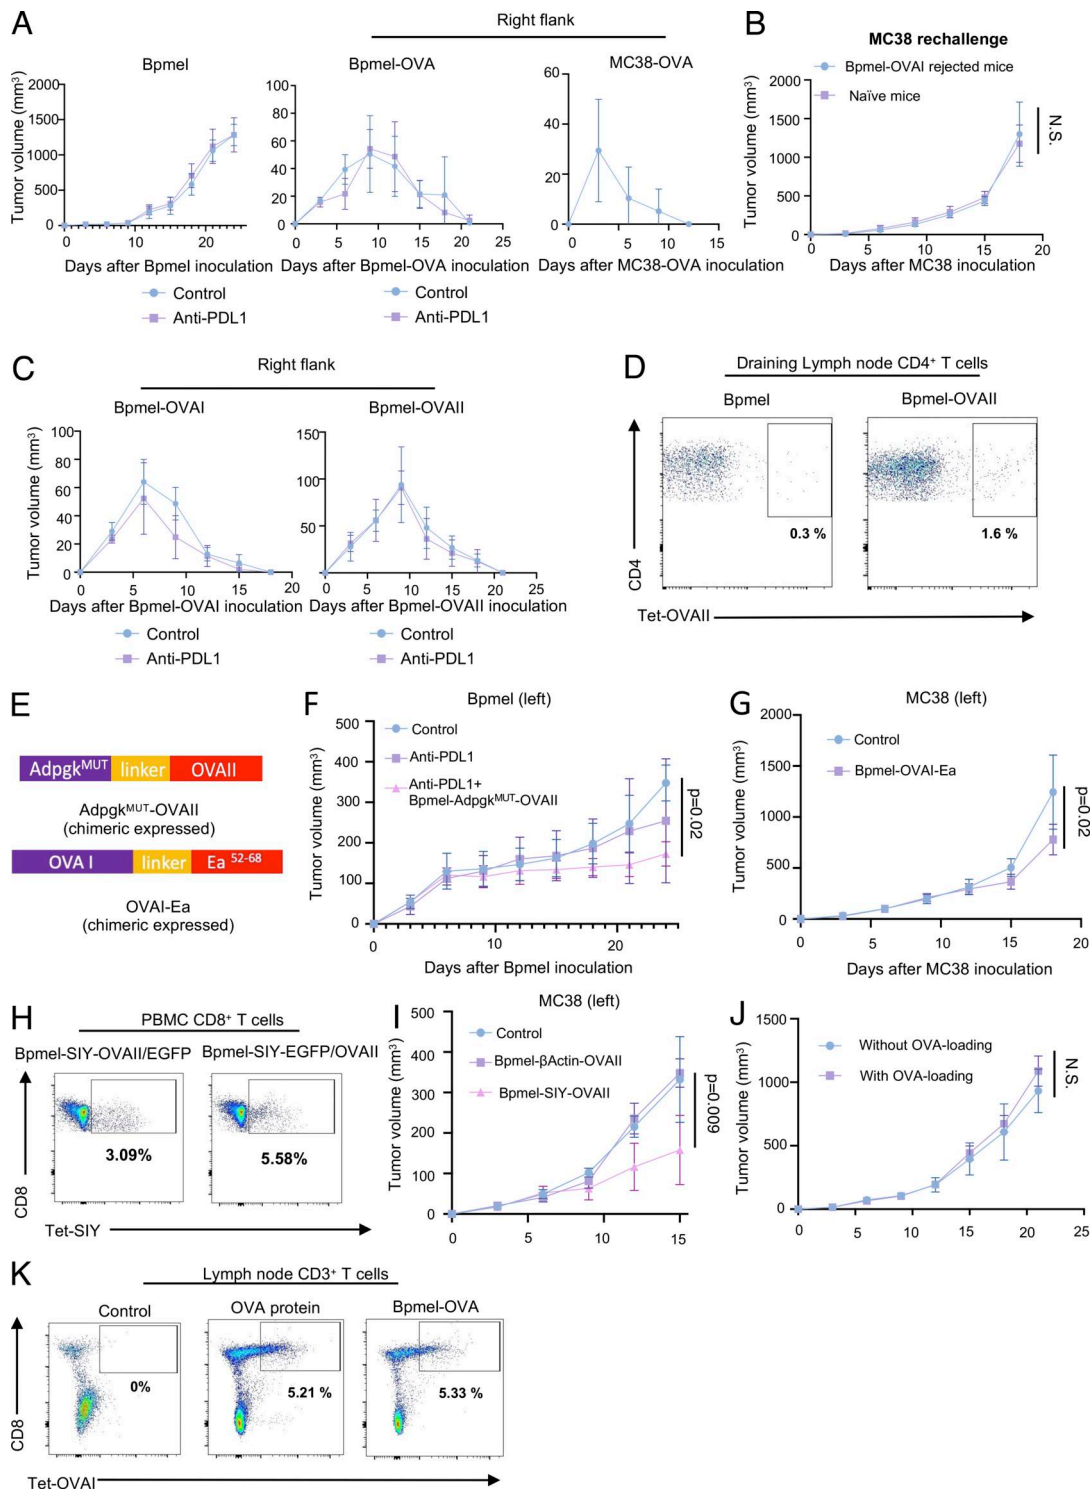 A
Right flank
Bpmel
Bpmel-OVA
MC38-OVA
Tumor volume (mm³)
2000
1500
1000
500
0
0
10
20
Days after Bpmel inoculation
Control
Anti-PDL1
100
80
60
40
20
0
0
5
10
15
20
25
Days after Bpmel-OVA inoculation
Control
Anti-PDL1
60
40
20
0
0
5
10
15
Days after MC38-OVA inoculation
B
MC38 rechallenge
Bpmel-OVAI rejected mice
Naïve mice
Tumor volume (mm³)
2000
1500
1000
500
0
0
5
10
15
20
N.S.
Days after MC38 inoculation
C
Right flank
Bpmel-OVAI
Bpmel-OVAII
Tumor volume (mm³)
100
80
60
40
20
0
0
5
10
15
20
Days after Bpmel-OVAI inoculation
Control
Anti-PDL1
150
100
50
0
5
10
15
20
25
Days after Bpmel-OVAII inoculation
Control
Anti-PDL1
D
Draining Lymph node CD4⁺ T cells
Bpmel
Bpmel-OVAII
CD4
0.3 %
1.6 %
Tet-OVAII
E
Adpgkᴹᵁᵀ linker OVAII
Adpgkᴹᵁᵀ-OVAII
(chimeric expressed)
OVA I linker Ea ⁵²⁻⁶⁸
OVAI-Ea
(chimeric expressed)
F
Bpmel (left)
Control
Anti-PDL1
Anti-PDL1+
Bpmel-Adpgkᴹᵁᵀ-OVAII
Tumor volume (mm³)
500
400
300
200
100
0
0
10
20
p=0.02
Days after Bpmel inoculation
G
MC38 (left)
Control
Bpmel-OVAI-Ea
Tumor volume (mm³)
2000
1500
1000
500
0
0
5
10
15
20
p=0.02
Days after MC38 inoculation
H
PBMC CD8⁺ T cells
Bpmel-SIY-OVAII/EGFP
Bpmel-SIY-EGFP/OVAII
CD8
3.09%
5.58%
Tet-SIY
I
MC38 (left)
Control
Bpmel-βActin-OVAII
Bpmel-SIY-OVAII
Tumor volume (mm³)
500
400
300
200
100
0
0
5
10
15
p=0.009
J
Without OVA-loading
With OVA-loading
Tumor volume (mm³)
1500
1000
500
0
0
5
10
15
20
25
N.S.
K
Lymph node CD3⁺ T cells
Control
OVA protein
Bpmel-OVA
CD8
0%
5.21 %
5.33 %
Tet-OVAI